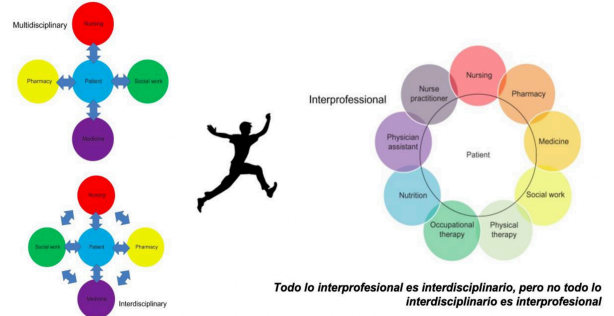 Multidisciplinary
Nursing
Pharmacy
Patient
Social work
Medicine
Nursing
Social work
Patient
Pharmacy
Medicine
Interdisciplinary
Interprofessional
Nursing
Pharmacy
Medicine
Social work
Physical
therapy
Occupational
therapy
Nutrition
Physician
assistant
Nurse
practitioner
Patient
Todo lo interprofesional es interdisciplinario, pero no todo lo
interdisciplinario es interprofesional